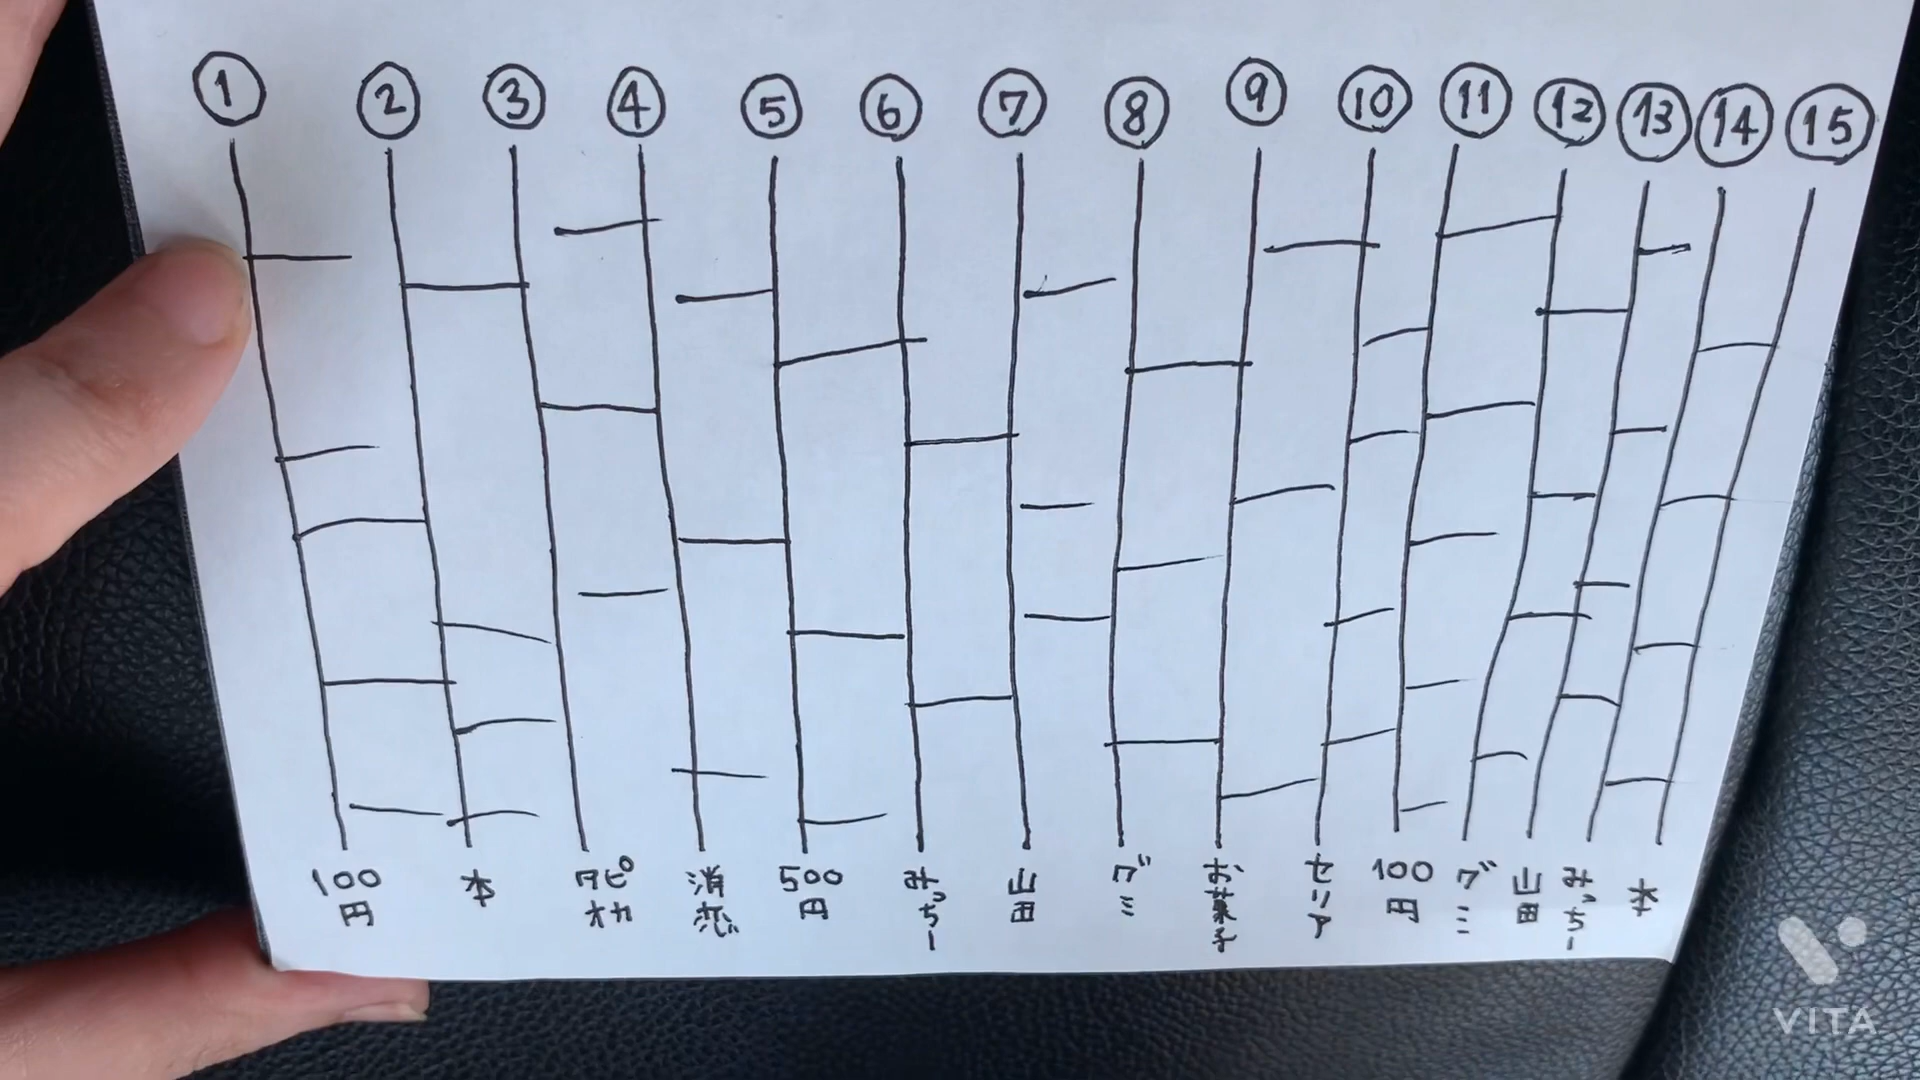 ① ② ③ ④ ⑤ ⑥ ⑦ ⑧ ⑨ ⑩ ⑪ ⑫ ⑬ ⑭ ⑮
100円
本
タピオカ
消恋
500円
みっちー
山田
グミ
お菓子
セリア
100円
グミ
山田
みっちー
本
VITA